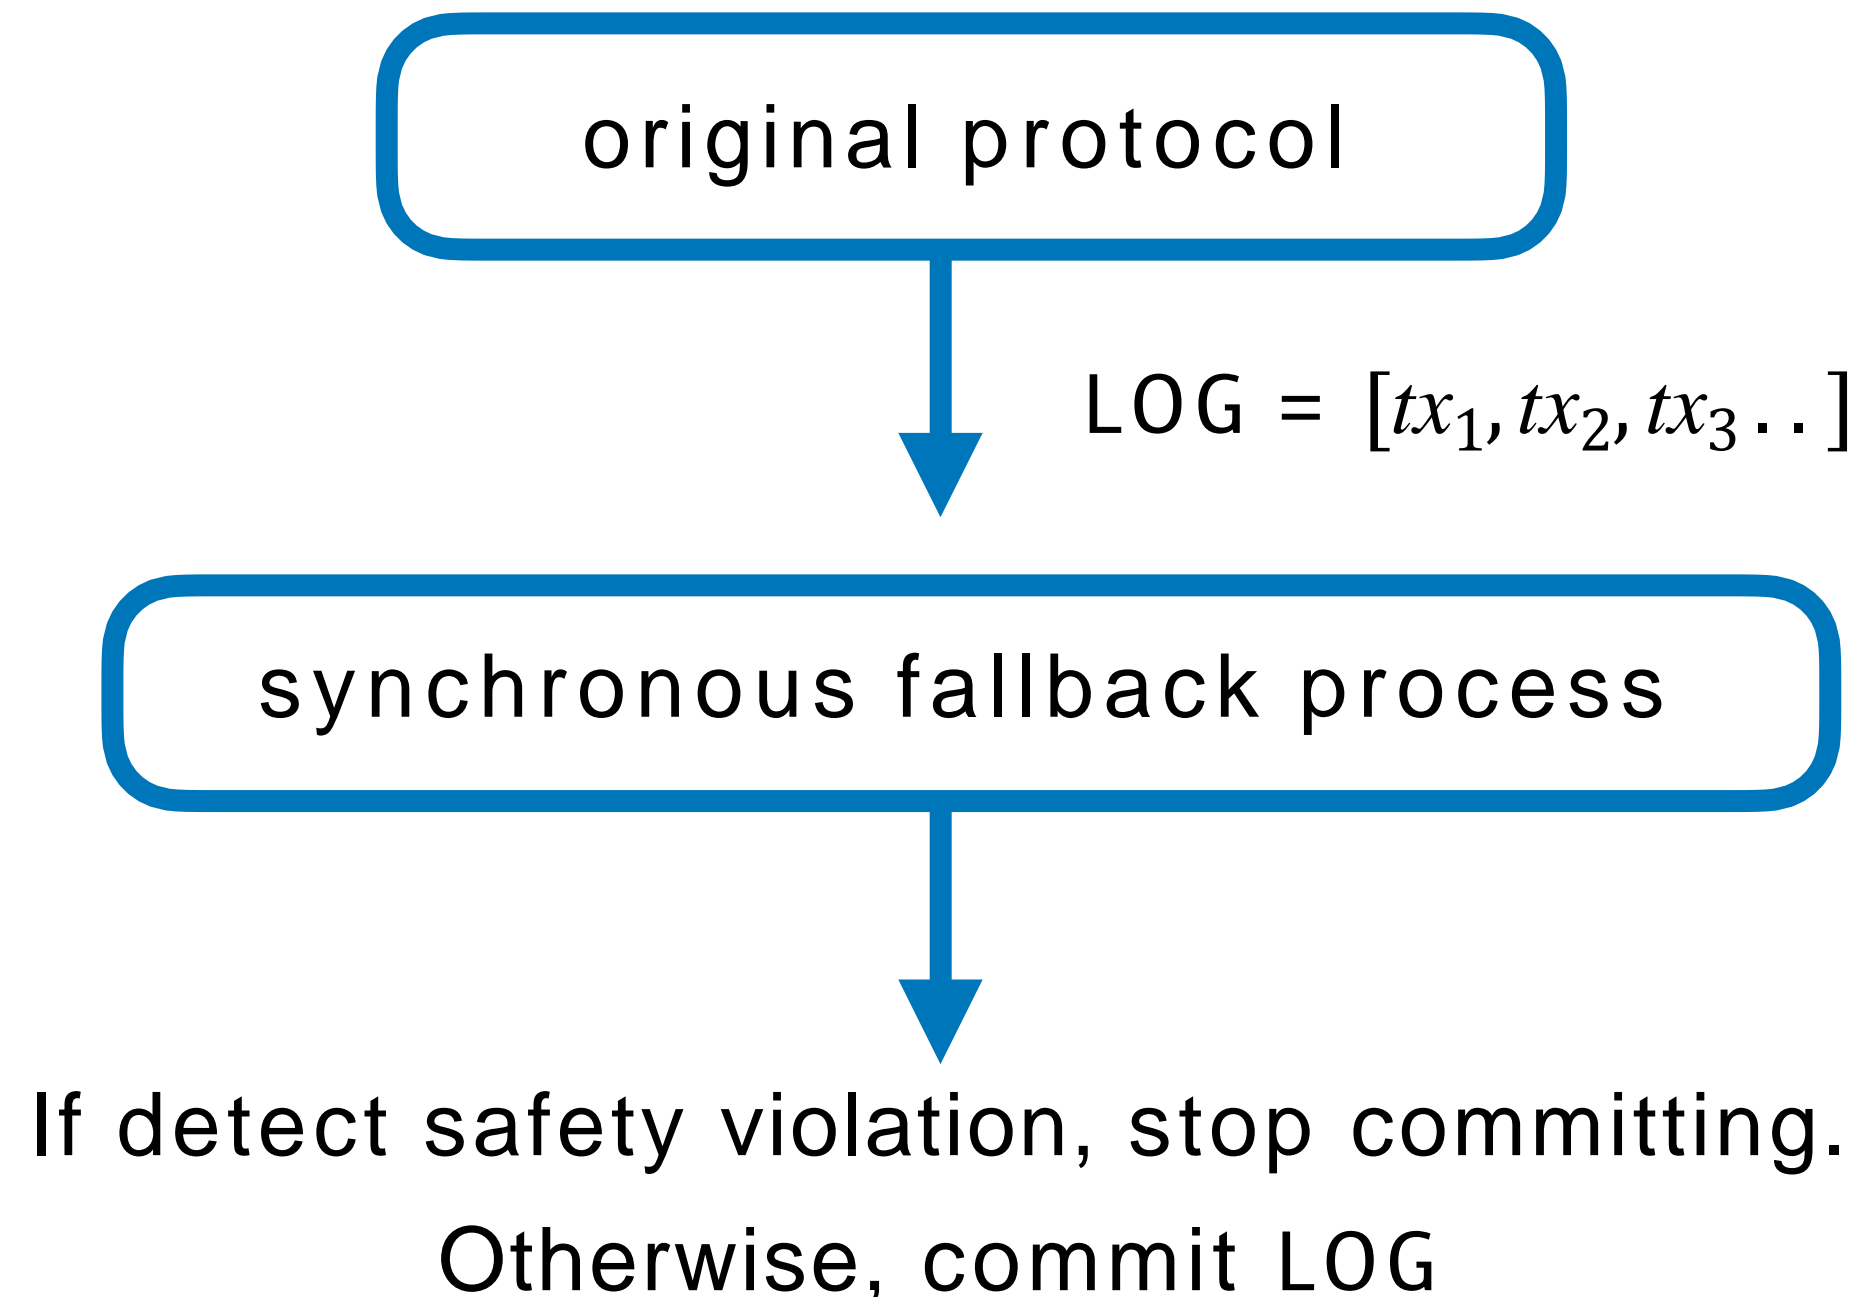 original protocol
LOG = [tx₁, tx₂, tx₃ . . ]
synchronous fallback process
If detect safety violation, stop committing.
Otherwise, commit LOG